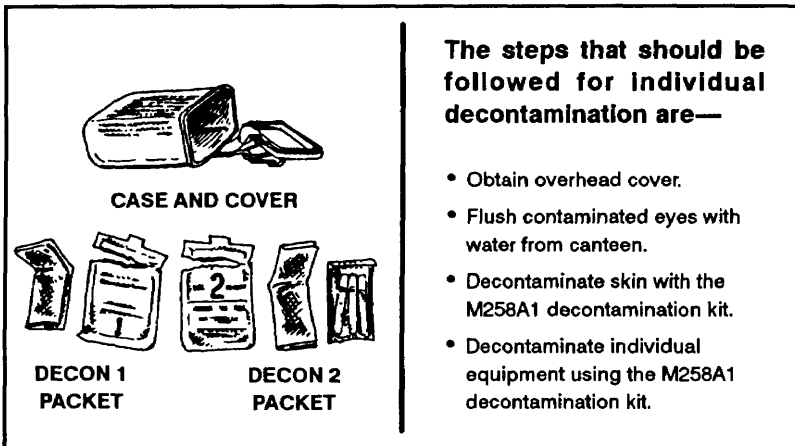 CASE AND COVER
1
2
DECON 1
PACKET
DECON 2
PACKET
The steps that should be
followed for individual
decontamination are—
• Obtain overhead cover.
• Flush contaminated eyes with
water from canteen.
• Decontaminate skin with the
M258A1 decontamination kit.
• Decontaminate individual
equipment using the M258A1
decontamination kit.